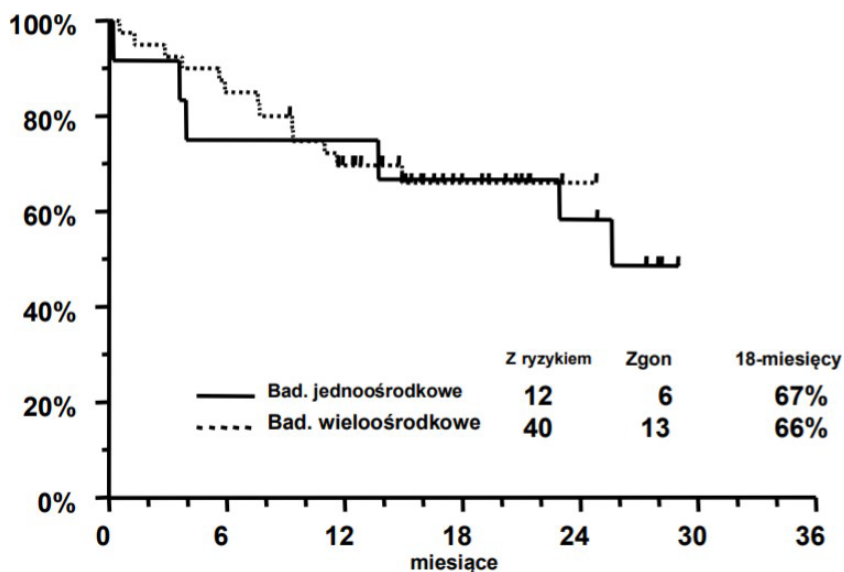 100%
80%
60%
40%
20%
0%
Z ryzykiem Zgon 18-miesięcy
Bad. jednoośrodkowe 12 6 67%
Bad. wieloośrodkowe 40 13 66%
0 6 12 18 24 30 36
miesiące